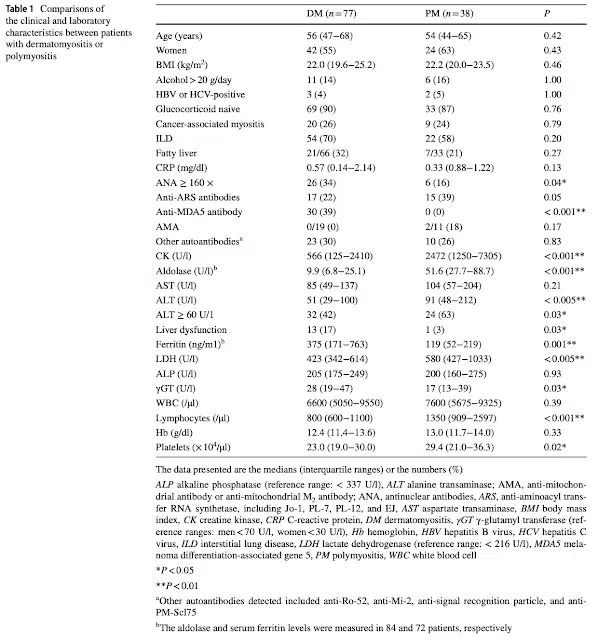 Table 1 Comparisons of
the clinical and laboratory
characteristics between patients
with dermatomyositis or
polymyositis
DM (n = 77) PM (n = 38) P
Age (years) 56 (47–68) 54 (44–65) 0.42
Women 42 (55) 24 (63) 0.43
BMI (kg/m2) 22.0 (19.6–25.2) 22.2 (20.0–23.5) 0.46
Alcohol > 20 g/day 11 (14) 6 (16) 1.00
HBV or HCV-positive 3 (4) 2 (5) 1.00
Glucocorticoid naive 69 (90) 33 (87) 0.76
Cancer-associated myositis 20 (26) 9 (24) 0.79
ILD 54 (70) 22 (58) 0.20
Fatty liver 21/66 (32) 7/33 (21) 0.27
CRP (mg/dl) 0.57 (0.14–2.14) 0.33 (0.88–1.22) 0.13
ANA ≥ 160 × 26 (34) 6 (16) 0.04*
Anti-ARS antibodies 17 (22) 15 (39) 0.05
Anti-MDA5 antibody 30 (39) 0 (0) < 0.001**
AMA 0/19 (0) 2/11 (18) 0.17
Other autoantibodiesa 23 (30) 10 (26) 0.83
CK (U/l) 566 (125–2410) 2472 (1250–7305) < 0.001**
Aldolase (U/l)b 9.9 (6.8–25.1) 51.6 (27.7–88.7) < 0.001**
AST (U/l) 85 (49–137) 104 (57–204) 0.21
ALT (U/l) 51 (29–100) 91 (48–212) < 0.005**
ALT ≥ 60 U/l 32 (42) 24 (63) 0.03*
Liver dysfunction 13 (17) 1 (3) 0.03*
Ferritin (ng/ml)b 375 (171–763) 119 (52–219) 0.001**
LDH (U/l) 423 (342–614) 580 (427–1033) < 0.005**
ALP (U/l) 205 (175–249) 200 (160–275) 0.93
γGT (U/l) 28 (19–47) 17 (13–39) 0.03*
WBC (/μl) 6600 (5050–9550) 7600 (5675–9325) 0.39
Lymphocytes (/μl) 800 (600–1100) 1350 (909–2597) < 0.001**
Hb (g/dl) 12.4 (11.4–13.6) 13.0 (11.7–14.0) 0.33
Platelets (× 10⁴/μl) 23.0 (19.0–30.0) 29.4 (21.0–36.3) 0.02*
The data presented are the medians (interquartile ranges) or the numbers (%)
ALP alkaline phosphatase (reference range: < 337 U/l), ALT alanine transaminase; AMA, anti-mitochon-
drial antibody or anti-mitochondrial M2 antibody; ANA, antinuclear antibodies, ARS, anti-aminoacyl trans-
fer RNA synthetase, including Jo-1, PL-7, PL-12, and EJ, AST aspartate transaminase, BMI body mass
index, CK creatine kinase, CRP C-reactive protein, DM dermatomyositis, γGT γ-glutamyl transferase (ref-
erence ranges: men < 70 U/l, women < 30 U/l), Hb hemoglobin, HBV hepatitis B virus, HCV hepatitis C
virus, ILD interstitial lung disease, LDH lactate dehydrogenase (reference range: < 216 U/l), MDA5 mela-
noma differentiation-associated gene 5, PM polymyositis, WBC white blood cell
*P < 0.05
**P < 0.01
aOther autoantibodies detected included anti-Ro-52, anti-Mi-2, anti-signal recognition particle, and anti-
PM-Scl75
bThe aldolase and serum ferritin levels were measured in 84 and 72 patients, respectively